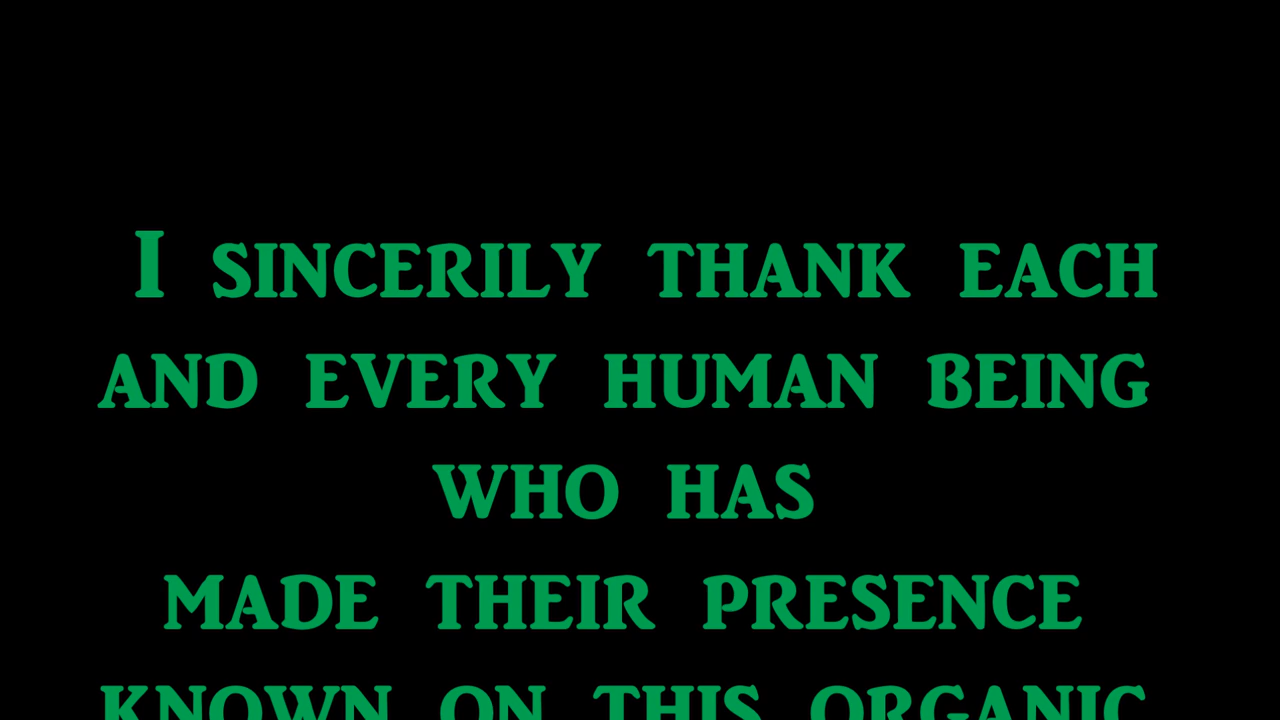 I SINCERILY THANK EACH
AND EVERY HUMAN BEING
WHO HAS
MADE THEIR PRESENCE
KNOWN ON THIS ORGANIC